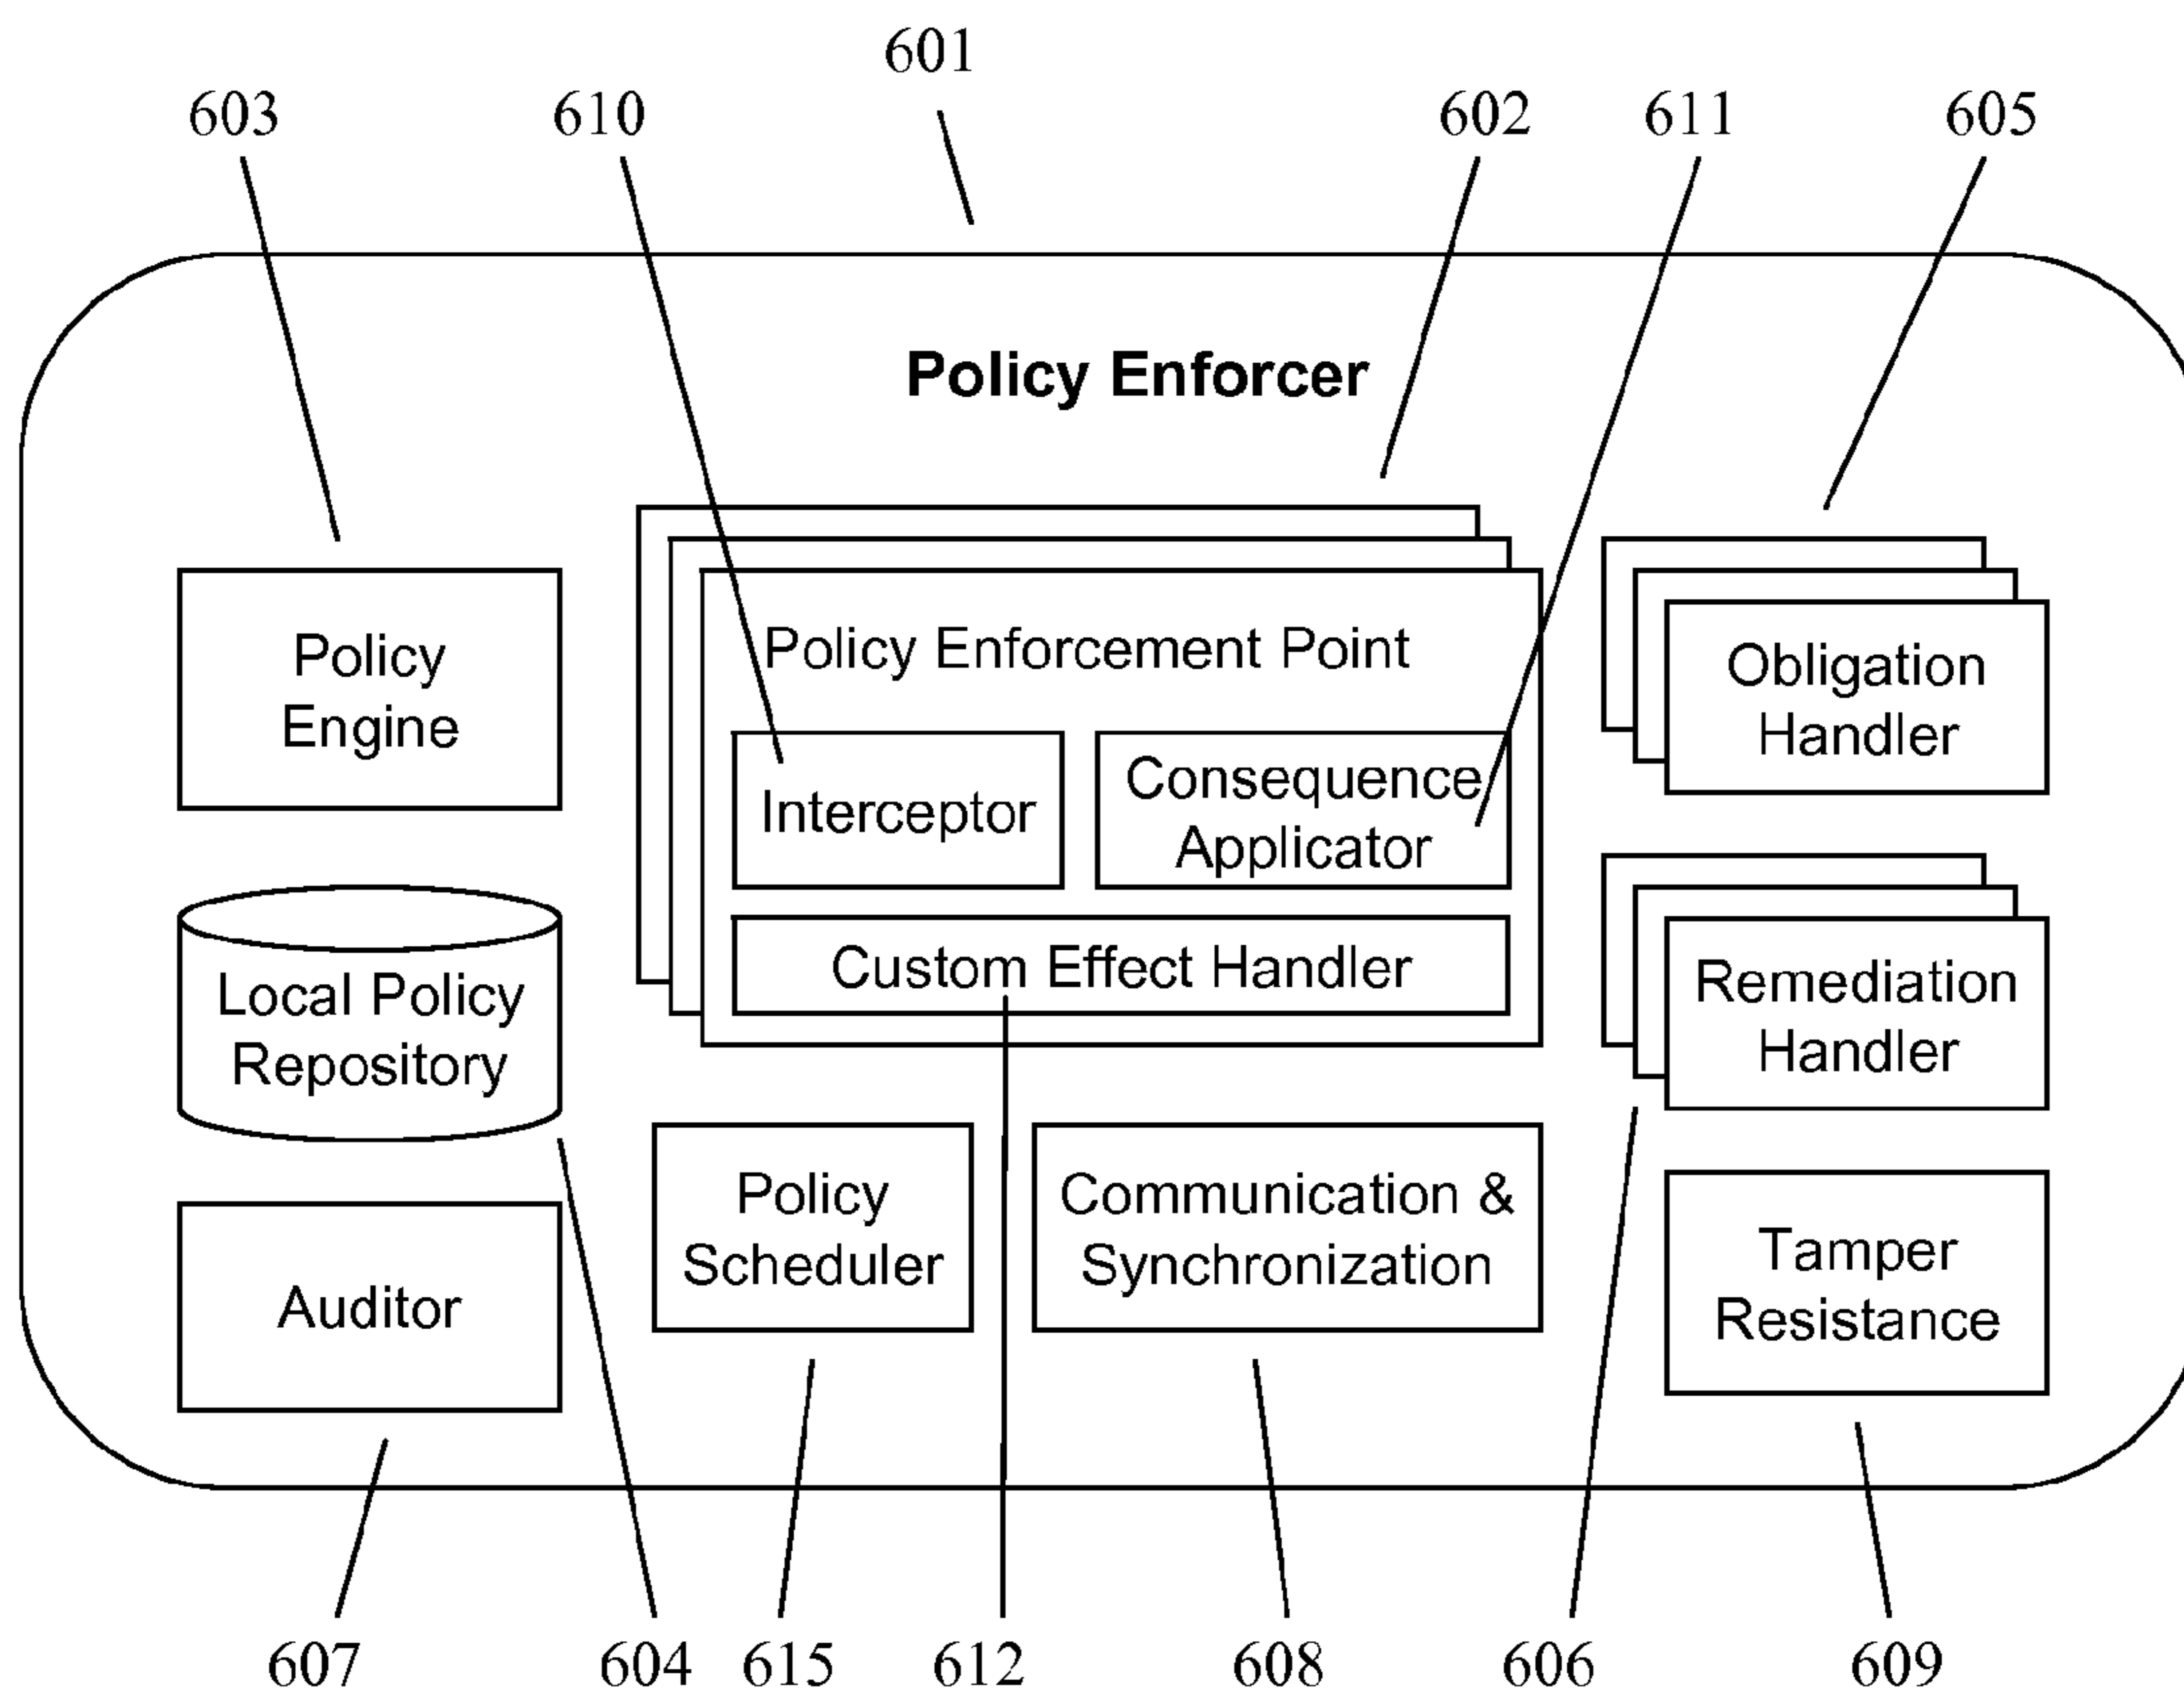 601
603
610
602
611
605
Policy Enforcer
Policy
Engine
Policy Enforcement Point
Interceptor
Consequence
Applicator
Custom Effect Handler
Obligation
Handler
Local Policy
Repository
Remediation
Handler
Auditor
Policy
Scheduler
Communication &
Synchronization
Tamper
Resistance
607
604
615
612
608
606
609